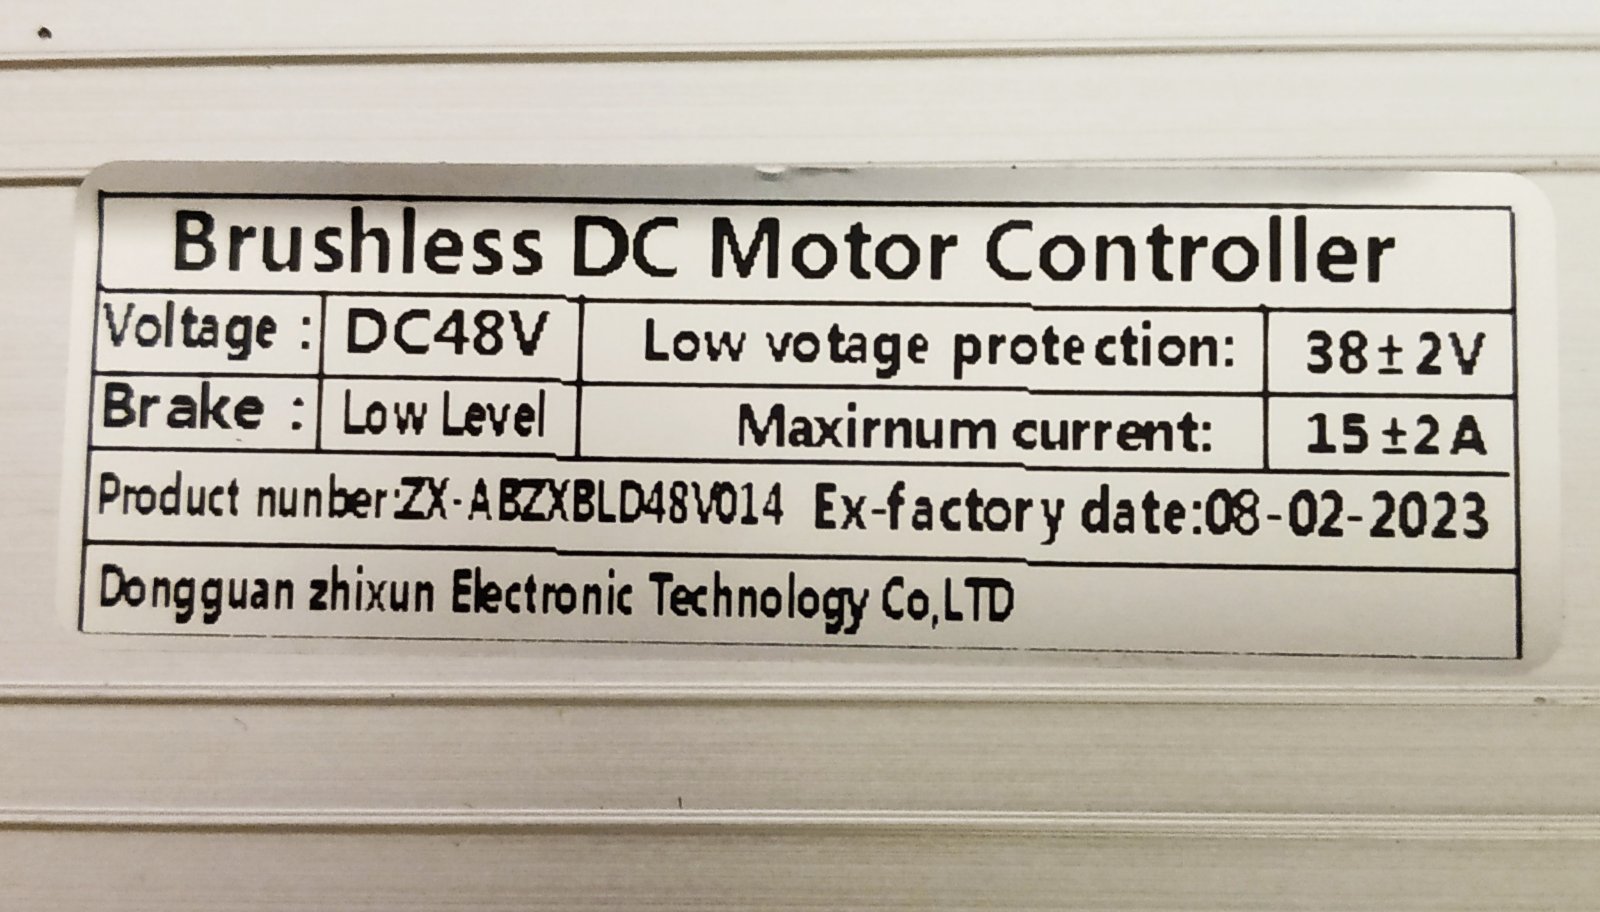 Brushless DC Motor Controller
Voltage : DC48V Low votage protection: 38±2V
Brake : Low Level Maxirnum current: 15±2A
Product nunber:ZX-ABZXBLD48V014 Ex-factory date:08-02-2023
Dongguan zhixun Electronic Technology Co,LTD